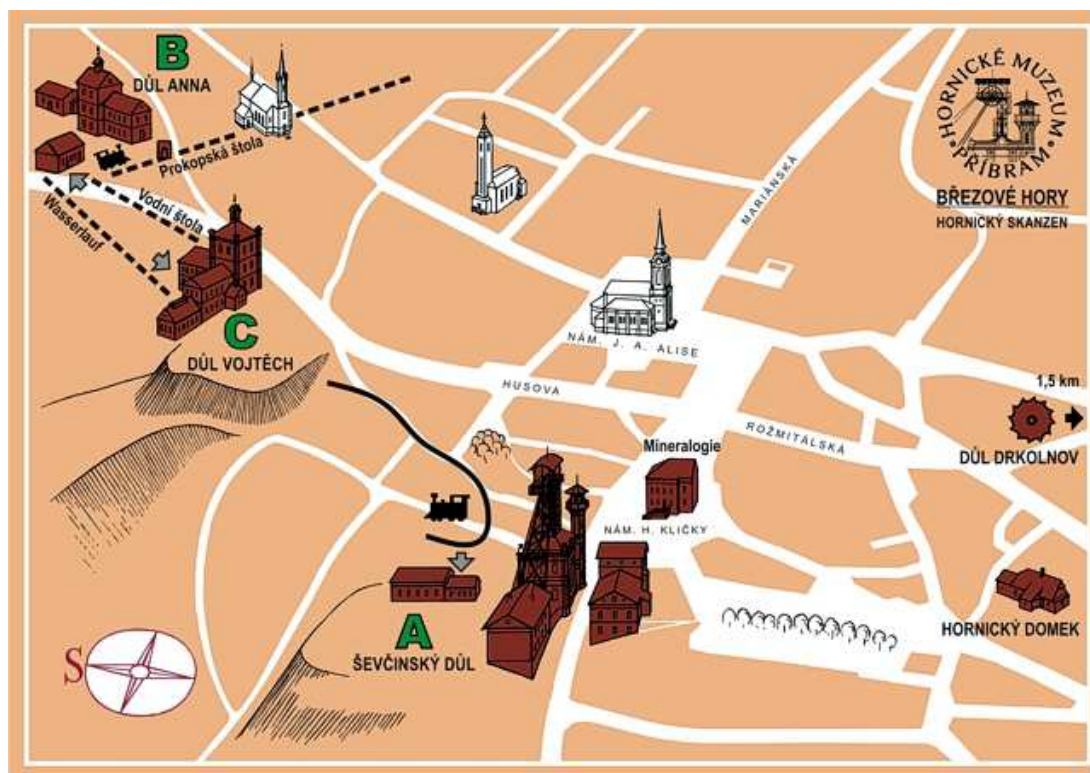 B
DŮL ANNA
Prokopská štola
Vodní štola
Wasserlauf
C
DŮL VOJTĚCH
MARIÁNSKÁ
HORNICKÉ MUZEUM
PŘÍBRAM
BŘEZOVÉ HORY
HORNICKÝ SKANZEN
NÁM. J. A. ALISE
HUSOVA
ROŽMITÁLSKÁ
1,5 km
DŮL DRKOLNOV
Mineralogie
NÁM. H. KLIČKY
HORNICKÝ DOMEK
A
ŠEVČINSKÝ DŮL
S